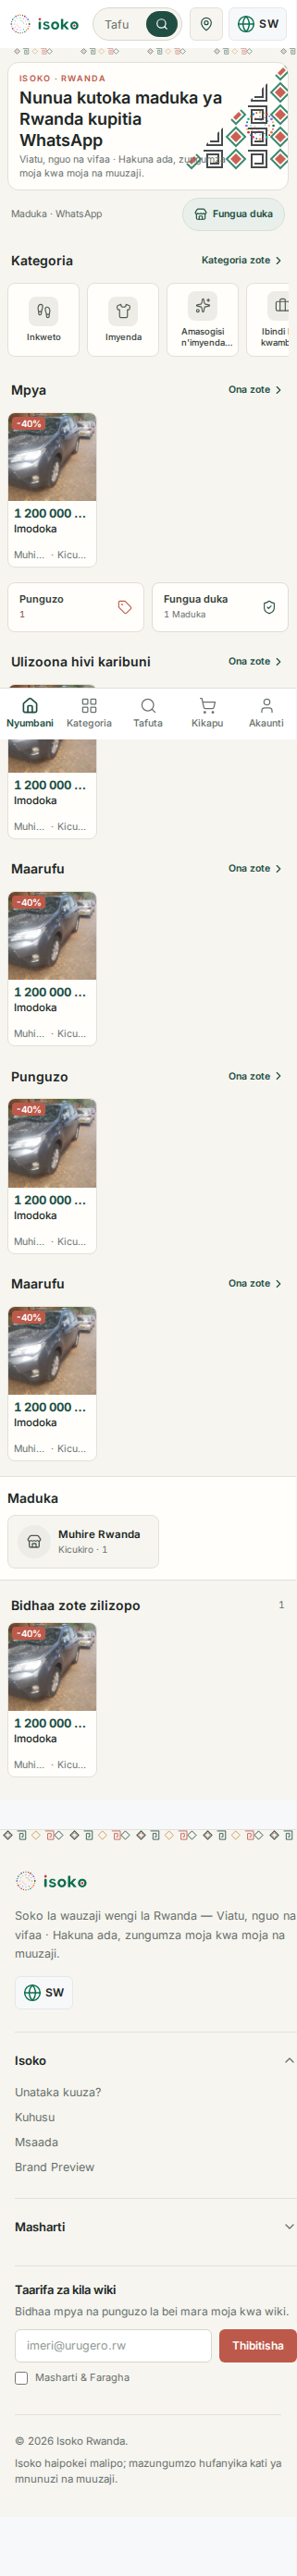 isoko
Tafu
SW
ISOKO · RWANDA
Nunua kutoka maduka ya
Rwanda kupitia
WhatsApp
Viatu, nguo na vifaa · Hakuna ada, zungumza
moja kwa moja na muuzaji.
Maduka · WhatsApp
Fungua duka
Kategoria
Kategoria zote
Inkweto
Imyenda
Amasogisi
n'imyenda...
Ibindi
kwamb
Mpya
Ona zote
-40%
1 200 000 ...
Imodoka
Muhi... · Kicu...
Punguzo
1
Fungua duka
1 Maduka
Ulizoona hivi karibuni
Ona zote
Nyumbani
Kategoria
Tafuta
Kikapu
Akaunti
1 200 000 ...
Imodoka
Muhi... · Kicu...
Maarufu
Ona zote
-40%
1 200 000 ...
Imodoka
Muhi... · Kicu...
Punguzo
Ona zote
-40%
1 200 000 ...
Imodoka
Muhi... · Kicu...
Maarufu
Ona zote
-40%
1 200 000 ...
Imodoka
Muhi... · Kicu...
Maduka
Muhire Rwanda
Kicukiro · 1
Bidhaa zote zilizopo
1
-40%
1 200 000 ...
Imodoka
Muhi... · Kicu...
isoko
Soko la wauzaji wengi la Rwanda — Viatu, nguo na
vifaa · Hakuna ada, zungumza moja kwa moja na
muuzaji.
SW
Isoko
Unataka kuuza?
Kuhusu
Msaada
Brand Preview
Masharti
Taarifa za kila wiki
Bidhaa mpya na punguzo la bei mara moja kwa wiki.
imeri@urugero.rw
Thibitisha
Masharti & Faragha
© 2026 Isoko Rwanda.
Isoko haipokei malipo; mazungumzo hufanyika kati ya
mnunuzi na muuzaji.